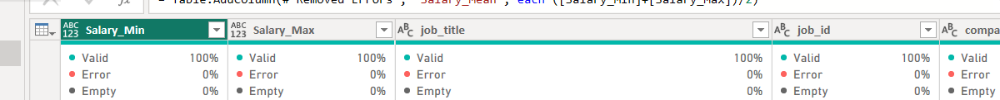 = Table.AddColumn(#"Removed Errors", "Salary_Mean", each ([Salary_Min]+[Salary_Max])/2)
ABC 123 Salary_Min ABC 123 Salary_Max ABC job_title ABC job_id ABC compa
Valid 100% Valid 100% Valid 100% Valid 100% Valid
Error 0% Error 0% Error 0% Error 0% Error
Empty 0% Empty 0% Empty 0% Empty 0% Empty